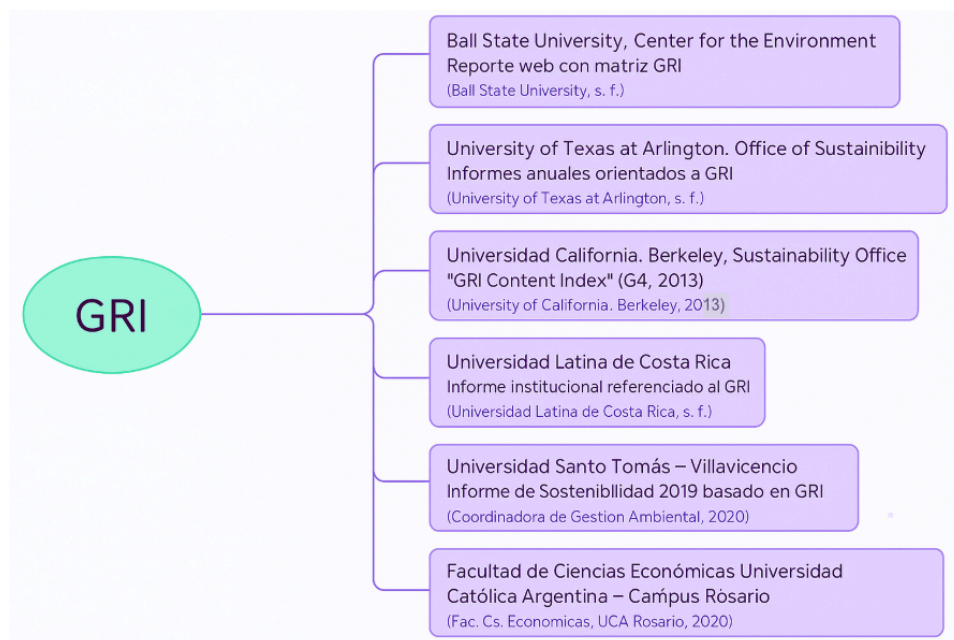 GRI
Ball State University, Center for the Environment
Reporte web con matriz GRI
(Ball State University, s. f.)
University of Texas at Arlington. Office of Sustainibility
Informes anuales orientados a GRI
(University of Texas at Arlington, s. f.)
Universidad California. Berkeley, Sustainability Office
"GRI Content Index" (G4, 2013)
(University of California. Berkeley, 2013)
Universidad Latina de Costa Rica
Informe institucional referenciado al GRI
(Universidad Latina de Costa Rica, s. f.)
Universidad Santo Tomás – Villavicencio
Informe de Sostenibllidad 2019 basado en GRI
(Coordinadora de Gestion Ambiental, 2020)
Facultad de Ciencias Económicas Universidad
Católica Argentina – Caḿpus Ròsario
(Fac. Cs. Economicas, UCA Rosario, 2020)